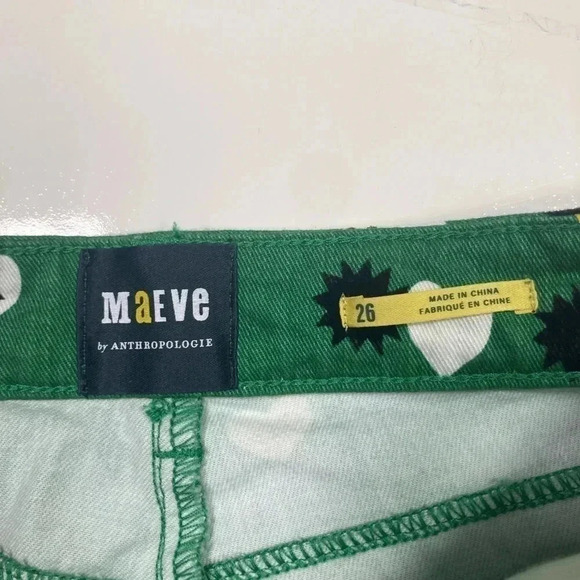 MaEve
by ANTHROPOLOGIE
26
MADE IN CHINA
FABRIQUÉ EN CHINE